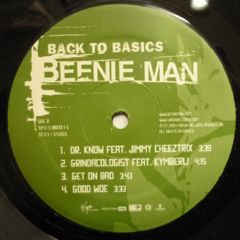 BACK TO BASICS
BEENIE MAN
SIDE B
1. DR. KNOW FEAT. JIMMY CHEEZTRIX 3:39
2. GRINDACOLOGIST FEAT. KYMBERLI 4:15
3. GET ON BAD 3:43
4. GOOD WOE 3:35